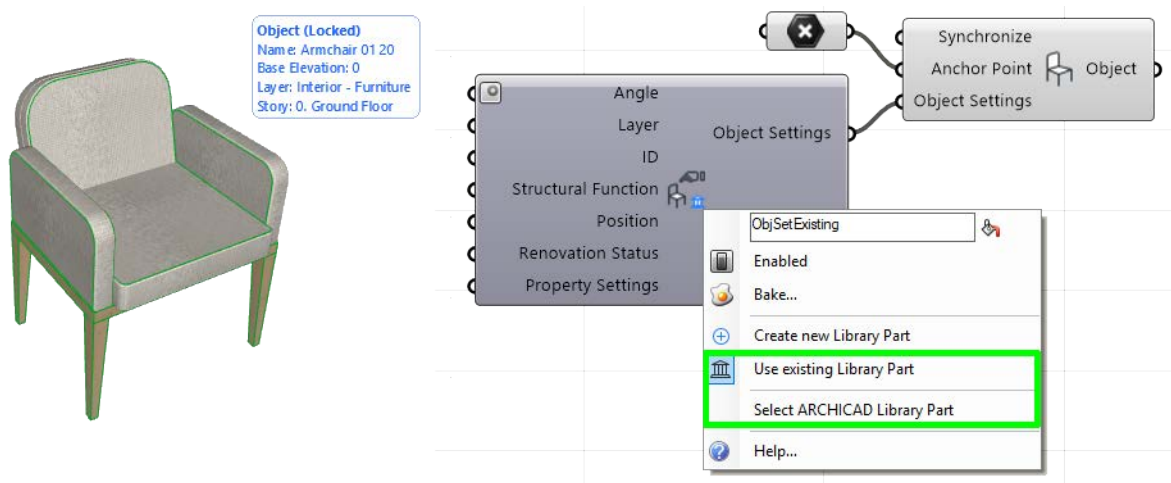 Object (Locked)
Name: Armchair 01 20
Base Elevation: 0
Layer: Interior - Furniture
Story: 0. Ground Floor
Synchronize
Anchor Point
Object Settings
Object
Angle
Layer
ID
Structural Function
Position
Renovation Status
Property Settings
Object Settings
ObjSetExisting
Enabled
Bake...
Create new Library Part
Use existing Library Part
Select ARCHICAD Library Part
Help...